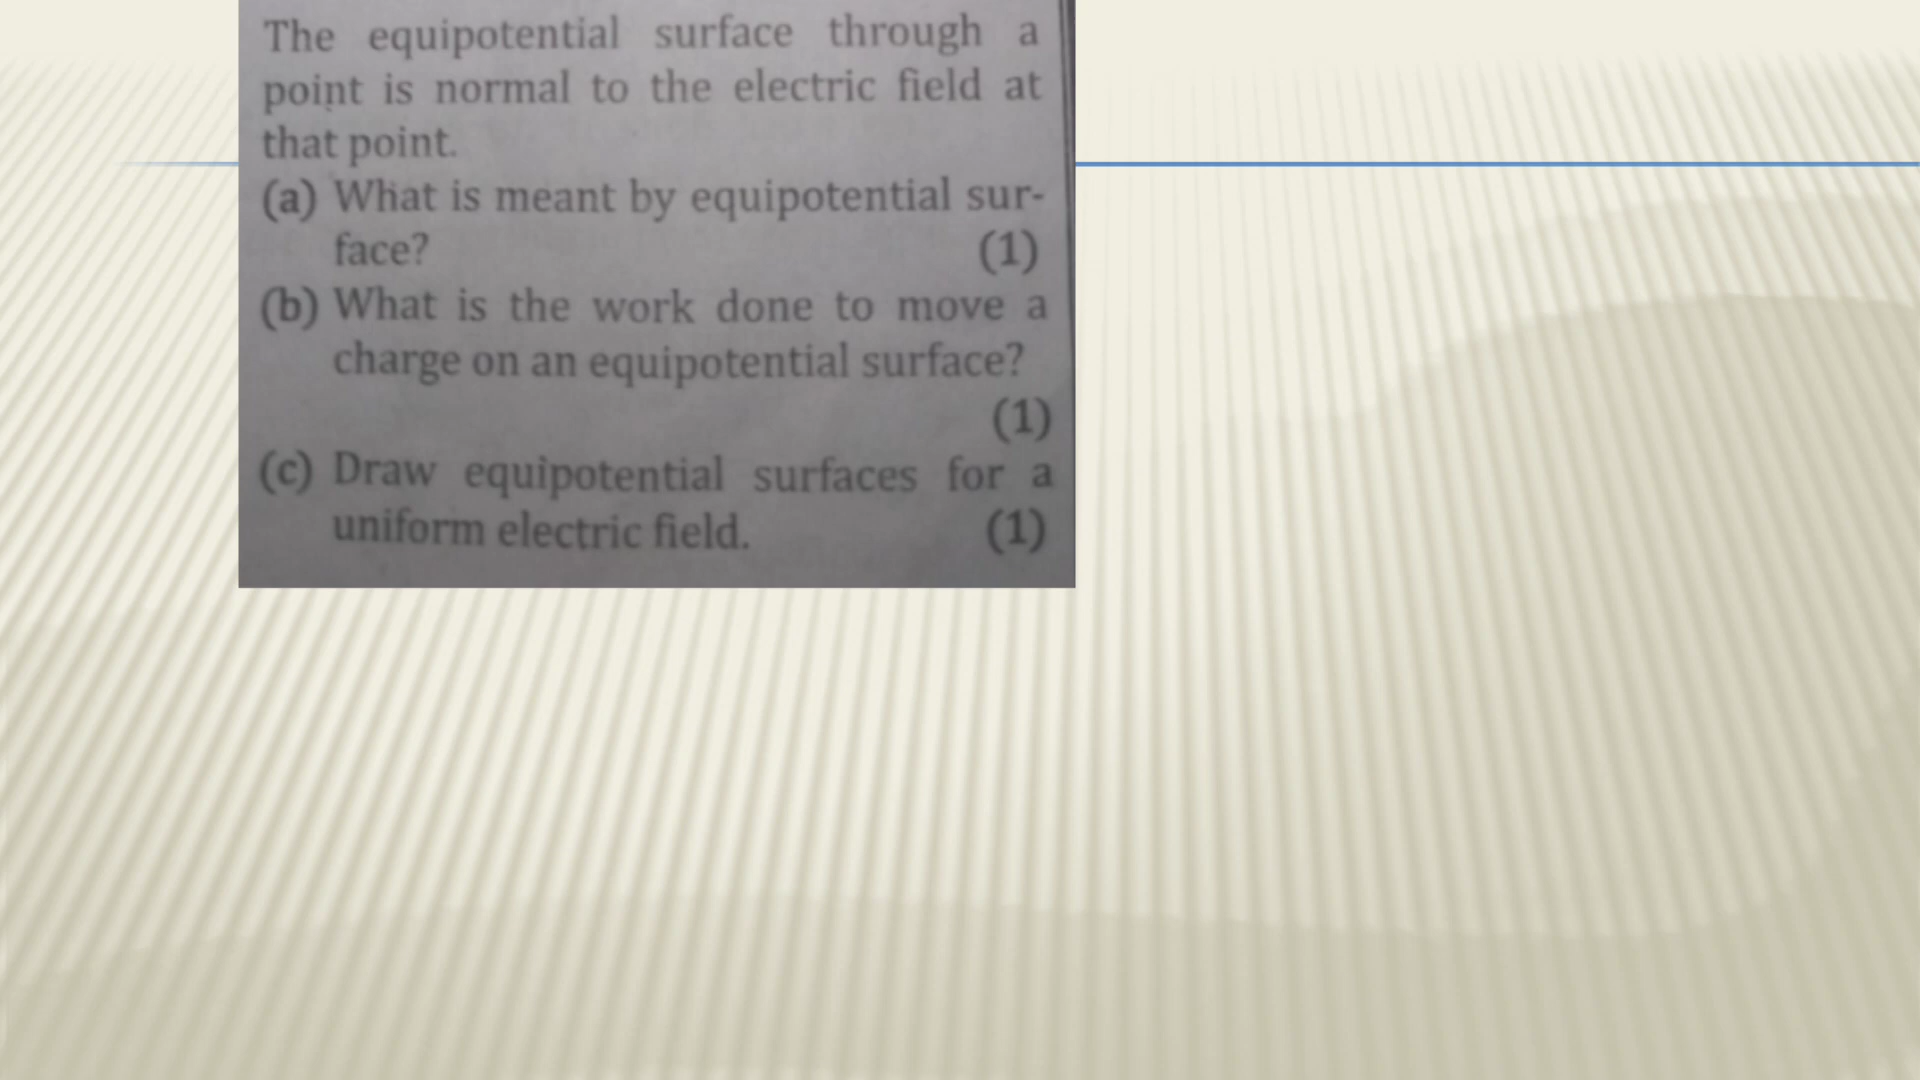 The equipotential surface through a
point is normal to the electric field at
that point.
(a) What is meant by equipotential sur-
face? (1)
(b) What is the work done to move a
charge on an equipotential surface?
(1)
(c) Draw equipotential surfaces for a
uniform electric field. (1)